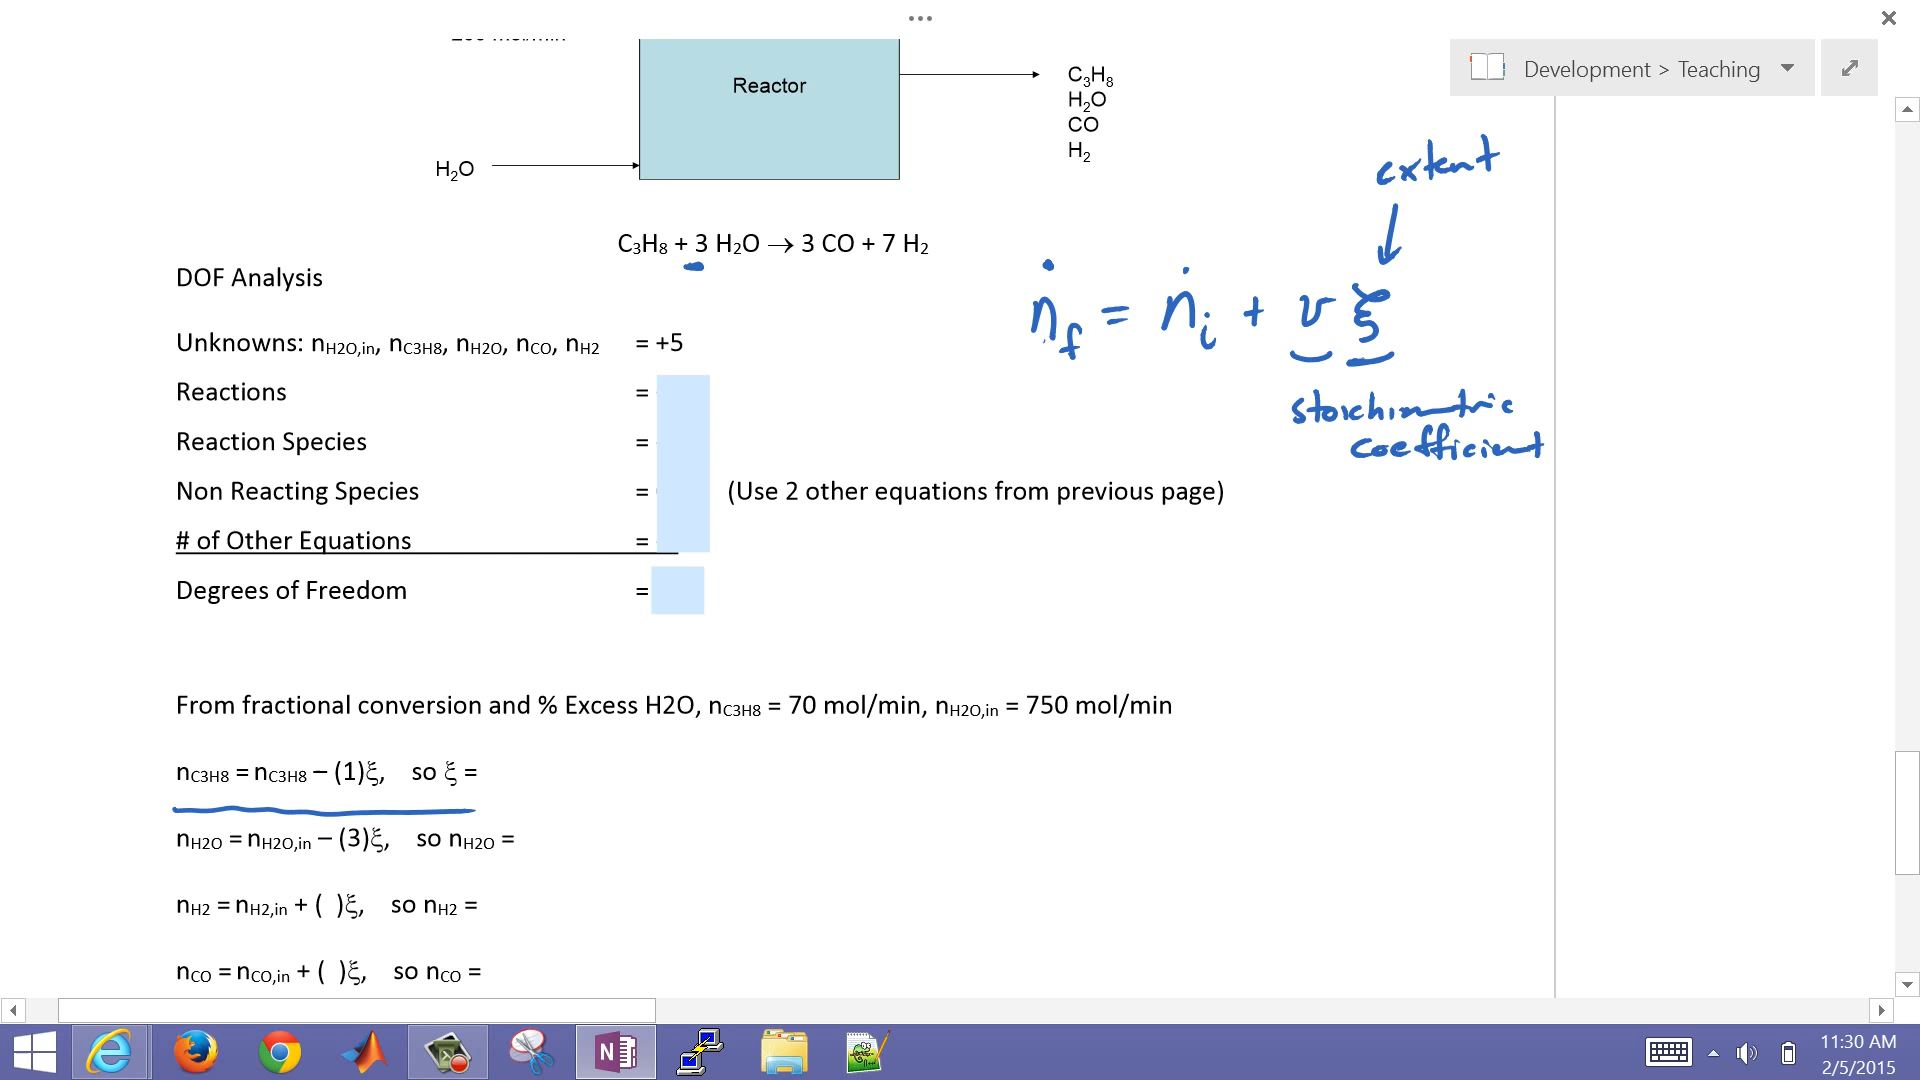 Reactor
C₃H₈
H₂O
CO
H₂
H₂O
Development > Teaching
extent
C₃H₈ + 3 H₂O → 3 CO + 7 H₂
DOF Analysis
ṅf = ṅi + ν ξ
stoichimetric
coefficient
Unknowns: nH2O,in, nC3H8, nH2O, nCO, nH2 = +5
Reactions =
Reaction Species =
Non Reacting Species = (Use 2 other equations from previous page)
# of Other Equations =
Degrees of Freedom =
From fractional conversion and % Excess H2O, nC3H8 = 70 mol/min, nH2O,in = 750 mol/min
nC3H8 = nC3H8 – (1)ξ, so ξ =
nH2O = nH2O,in – (3)ξ, so nH2O =
nH2 = nH2,in + ( )ξ, so nH2 =
nCO = nCO,in + ( )ξ, so nCO =
11:30 AM
2/5/2015